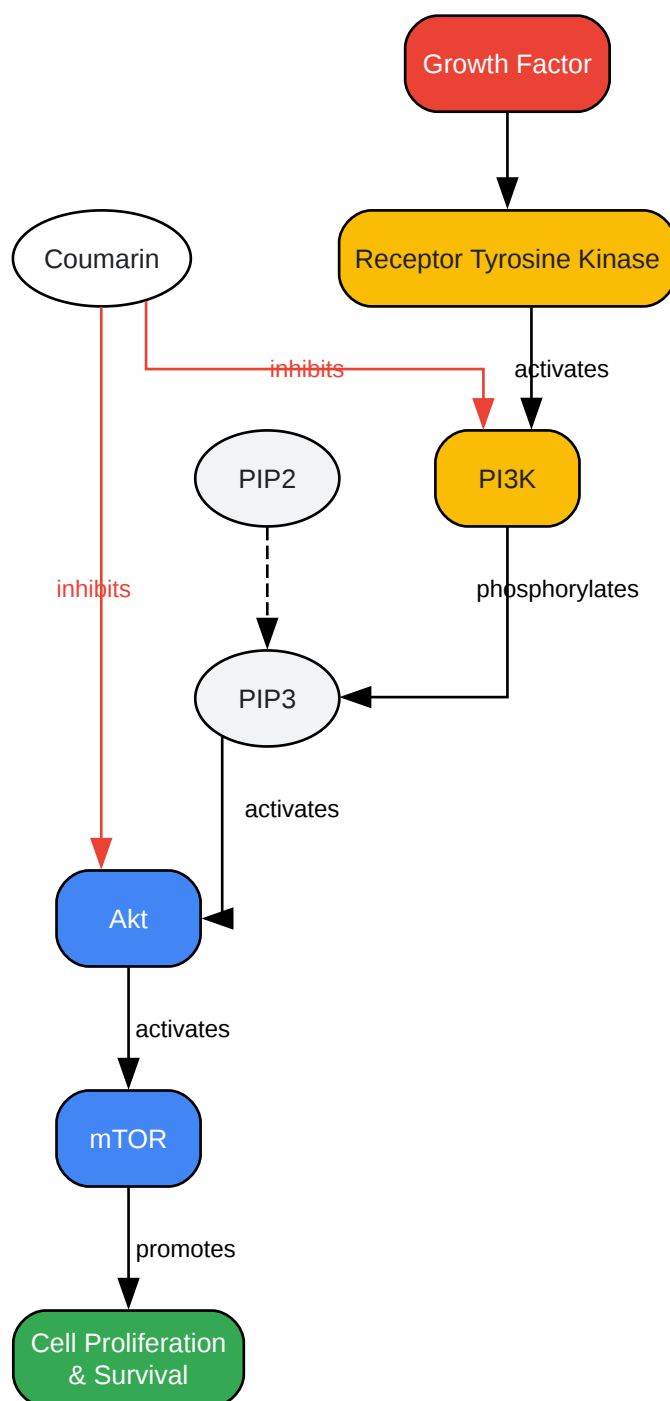 Growth Factor
Coumarin
Receptor Tyrosine Kinase
inhibits
activates
PIP2
PI3K
inhibits
phosphorylates
PIP3
activates
Akt
activates
mTOR
promotes
Cell Proliferation
& Survival